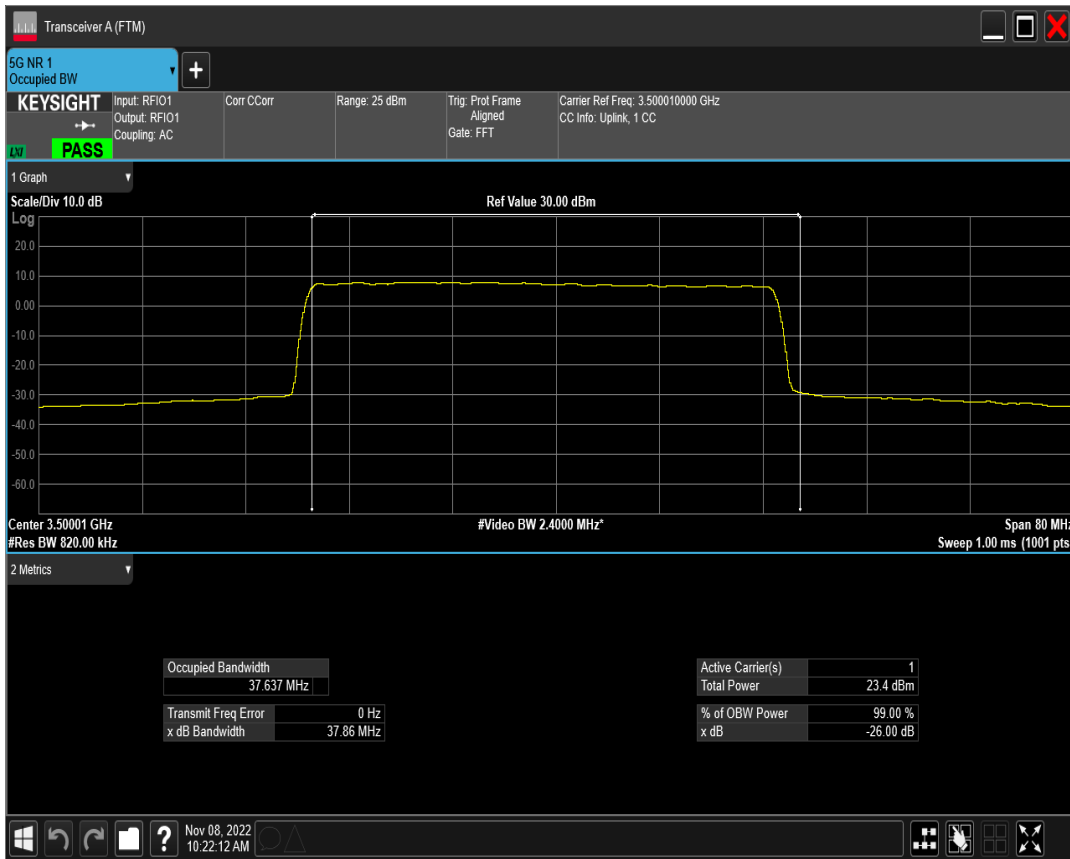 Transceiver A (FTM)
5G NR 1
Occupied BW
+
KEYSIGHT
LXI
PASS
Input: RFIO1
Output: RFIO1
Coupling: AC
Corr CCorr
Range: 25 dBm
Trig: Prot Frame
Aligned
Gate: FFT
Carrier Ref Freq: 3.500010000 GHz
CC Info: Uplink, 1 CC
1 Graph
Scale/Div 10.0 dB
Ref Value 30.00 dBm
Log
20.0
10.0
0.00
-10.0
-20.0
-30.0
-40.0
-50.0
-60.0
Center 3.50001 GHz
#Video BW 2.4000 MHz*
Span 80 MHz
#Res BW 820.00 kHz
Sweep 1.00 ms (1001 pts
2 Metrics
Occupied Bandwidth
37.637 MHz
Transmit Freq Error 0 Hz
x dB Bandwidth 37.86 MHz
Active Carrier(s) 1
Total Power 23.4 dBm
% of OBW Power 99.00 %
x dB -26.00 dB
?
Nov 08, 2022
10:22:12 AM